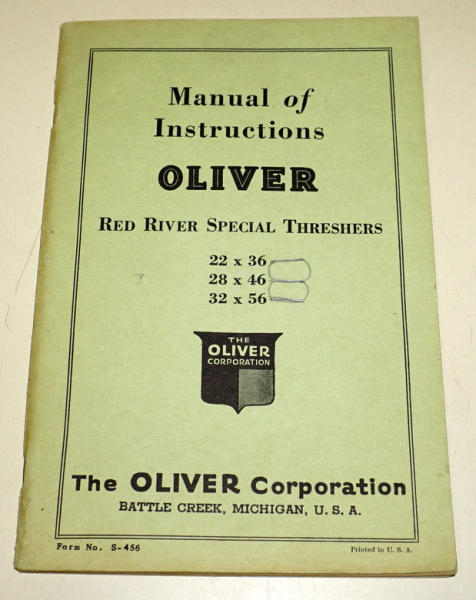 Manual of
Instructions
OLIVER
RED RIVER SPECIAL THRESHERS
22 x 36
28 x 46
32 x 56
THE
OLIVER
CORPORATION
The OLIVER Corporation
BATTLE CREEK, MICHIGAN, U. S. A.
Form No. S-456
Printed in U. S. A.